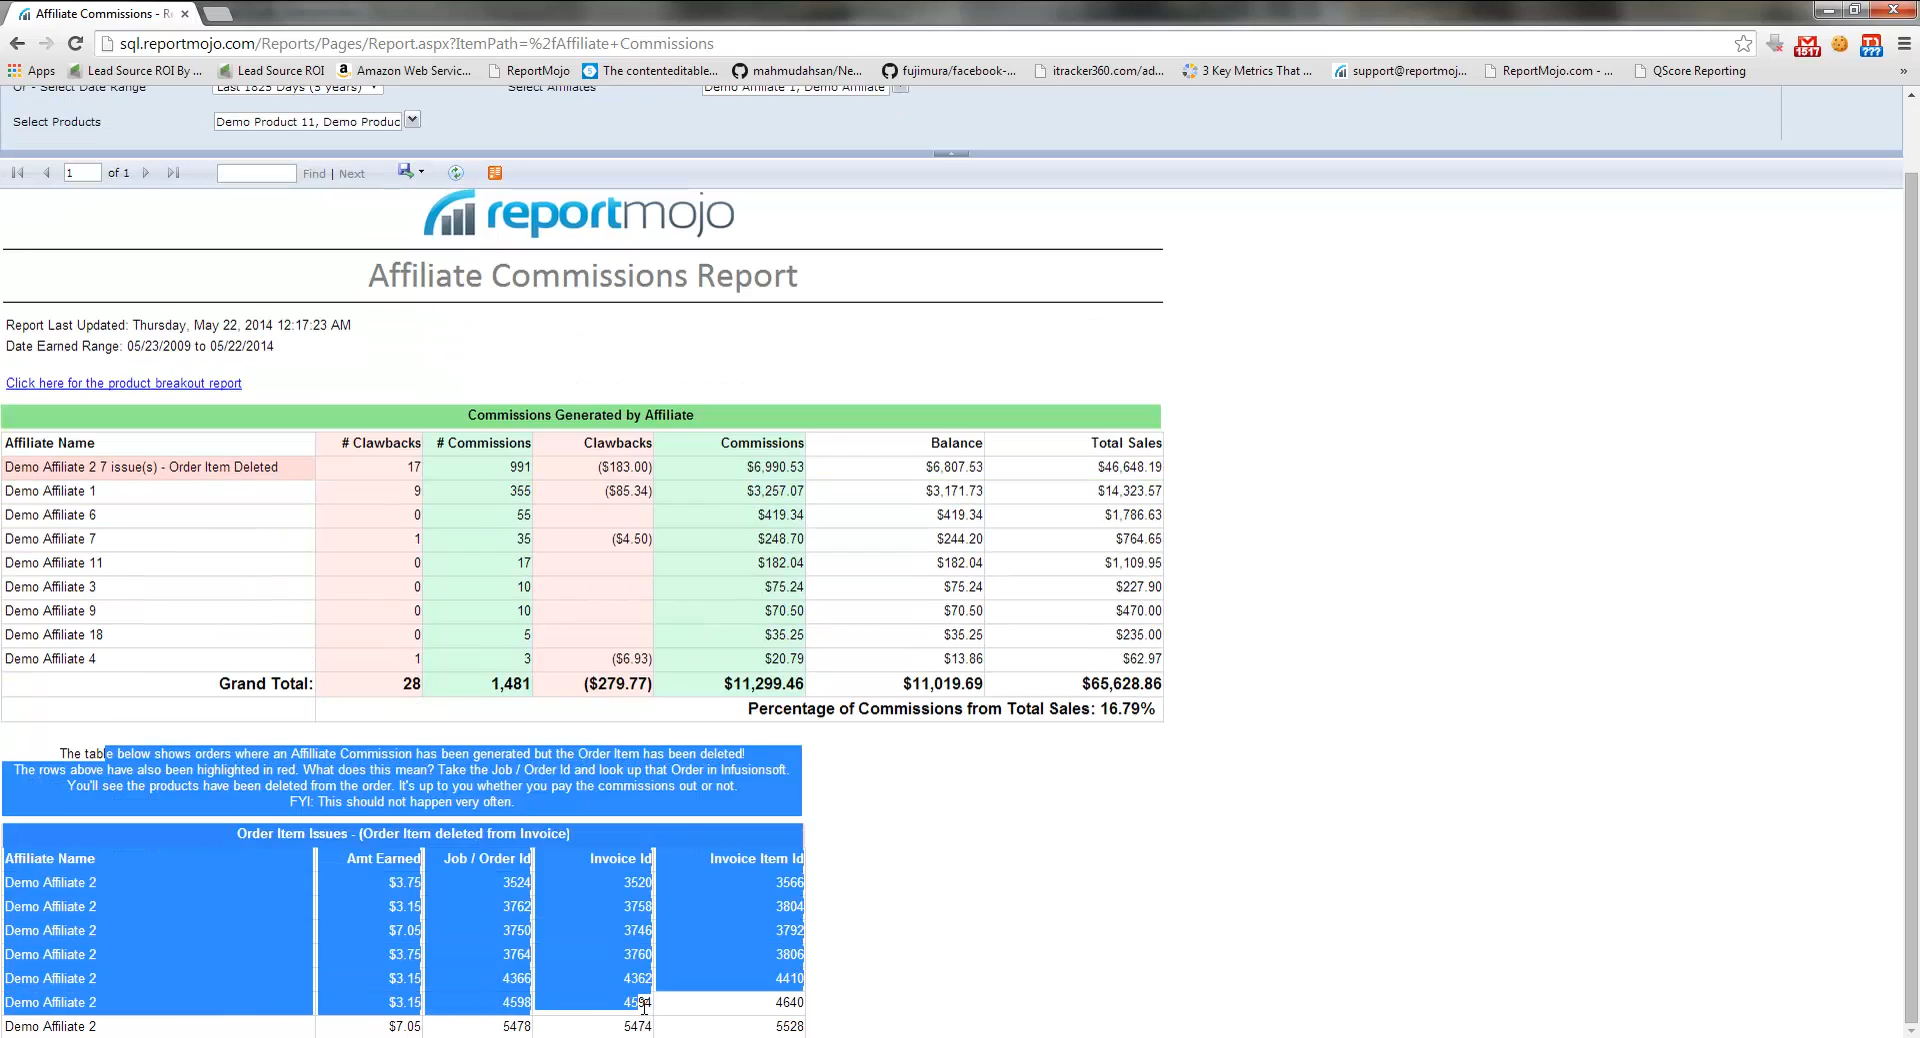 Affiliate Commissions - R
sql.reportmojo.com/Reports/Pages/Report.aspx?ItemPath=%2fAffiliate+Commissions
1517
???
Apps Lead Source ROI By ... Lead Source ROI Amazon Web Servic... ReportMojo The contenteditable... mahmudahsan/Ne... fujimura/facebook-... itracker360.com/ad... 3 Key Metrics That ... support@reportmoj... ReportMojo.com - ... QScore Reporting »
Or - Select Date Range Last 1825 Days (5 years) Select Affiliates Demo Affiliate 1, Demo Affiliate
Select Products Demo Product 11, Demo Produc
1 of 1 Find | Next
reportmojo
Affiliate Commissions Report
Report Last Updated: Thursday, May 22, 2014 12:17:23 AM
Date Earned Range: 05/23/2009 to 05/22/2014
Click here for the product breakout report
Commissions Generated by Affiliate
Affiliate Name # Clawbacks # Commissions Clawbacks Commissions Balance Total Sales
Demo Affiliate 2 7 issue(s) - Order Item Deleted 17 991 ($183.00) $6,990.53 $6,807.53 $46,648.19
Demo Affiliate 1 9 355 ($85.34) $3,257.07 $3,171.73 $14,323.57
Demo Affiliate 6 0 55 $419.34 $419.34 $1,786.63
Demo Affiliate 7 1 35 ($4.50) $248.70 $244.20 $764.65
Demo Affiliate 11 0 17 $182.04 $182.04 $1,109.95
Demo Affiliate 3 0 10 $75.24 $75.24 $227.90
Demo Affiliate 9 0 10 $70.50 $70.50 $470.00
Demo Affiliate 18 0 5 $35.25 $35.25 $235.00
Demo Affiliate 4 1 3 ($6.93) $20.79 $13.86 $62.97
Grand Total: 28 1,481 ($279.77) $11,299.46 $11,019.69 $65,628.86
Percentage of Commissions from Total Sales: 16.79%
The table below shows orders where an Affilliate Commission has been generated but the Order Item has been deleted!
The rows above have also been highlighted in red. What does this mean? Take the Job / Order Id and look up that Order in Infusionsoft.
You'll see the products have been deleted from the order. It's up to you whether you pay the commissions out or not.
FYI: This should not happen very often.
Order Item Issues - (Order Item deleted from Invoice)
Affiliate Name Amt Earned Job / Order Id Invoice Id Invoice Item Id
Demo Affiliate 2 $3.75 3524 3520 3566
Demo Affiliate 2 $3.15 3762 3758 3804
Demo Affiliate 2 $7.05 3750 3746 3792
Demo Affiliate 2 $3.75 3764 3760 3806
Demo Affiliate 2 $3.15 4366 4362 4410
Demo Affiliate 2 $3.15 4598 4594 4640
Demo Affiliate 2 $7.05 5478 5474 5528